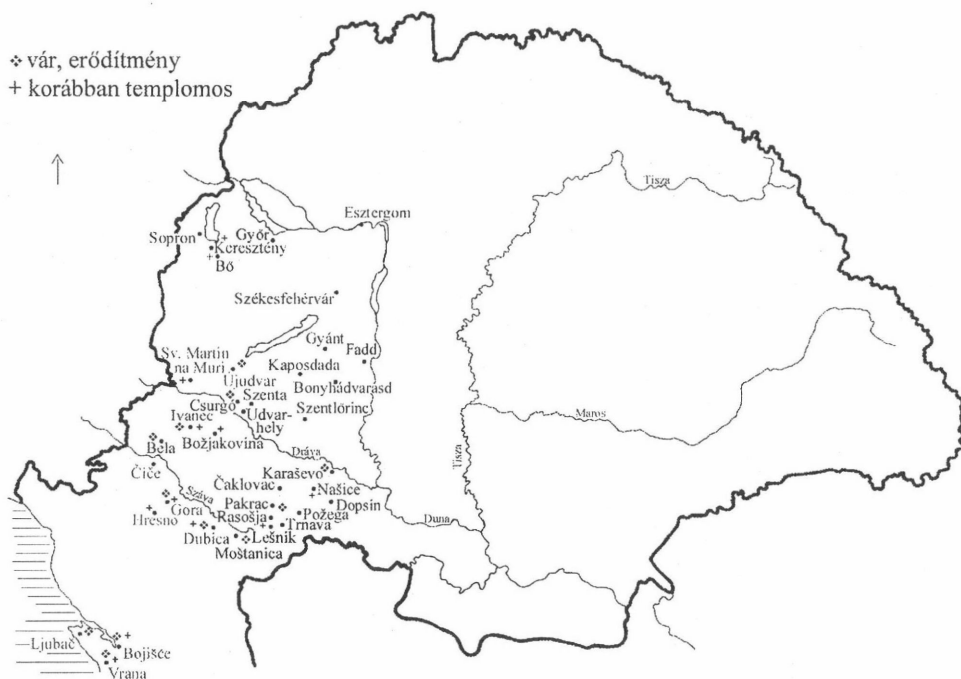 ❖ vár, erődítmény
+ korábban templomos
Tisza
Esztergom
Sopron
Győr
Keresztény
Bő
Székesfehérvár
Gyánt
Sv. Martin
na Muri
Fadd
Kaposdada
Ujudvar
Bonyhádvarasd
Szenta
Csurgó
Szentlőrinc
Udvar-
hely
Maros
Ivanec
Božjakovina
Bela
Dráva
Tisza
Čiče
Karaševo
Čaklovac
Našice
Száva
Dopsin
Pakrac
Gora
Požega
Hresno
Rasošja
Trnava
Duna
Dubica
Lešnik
Moštanica
Ljubač
Bojišće
Vrana